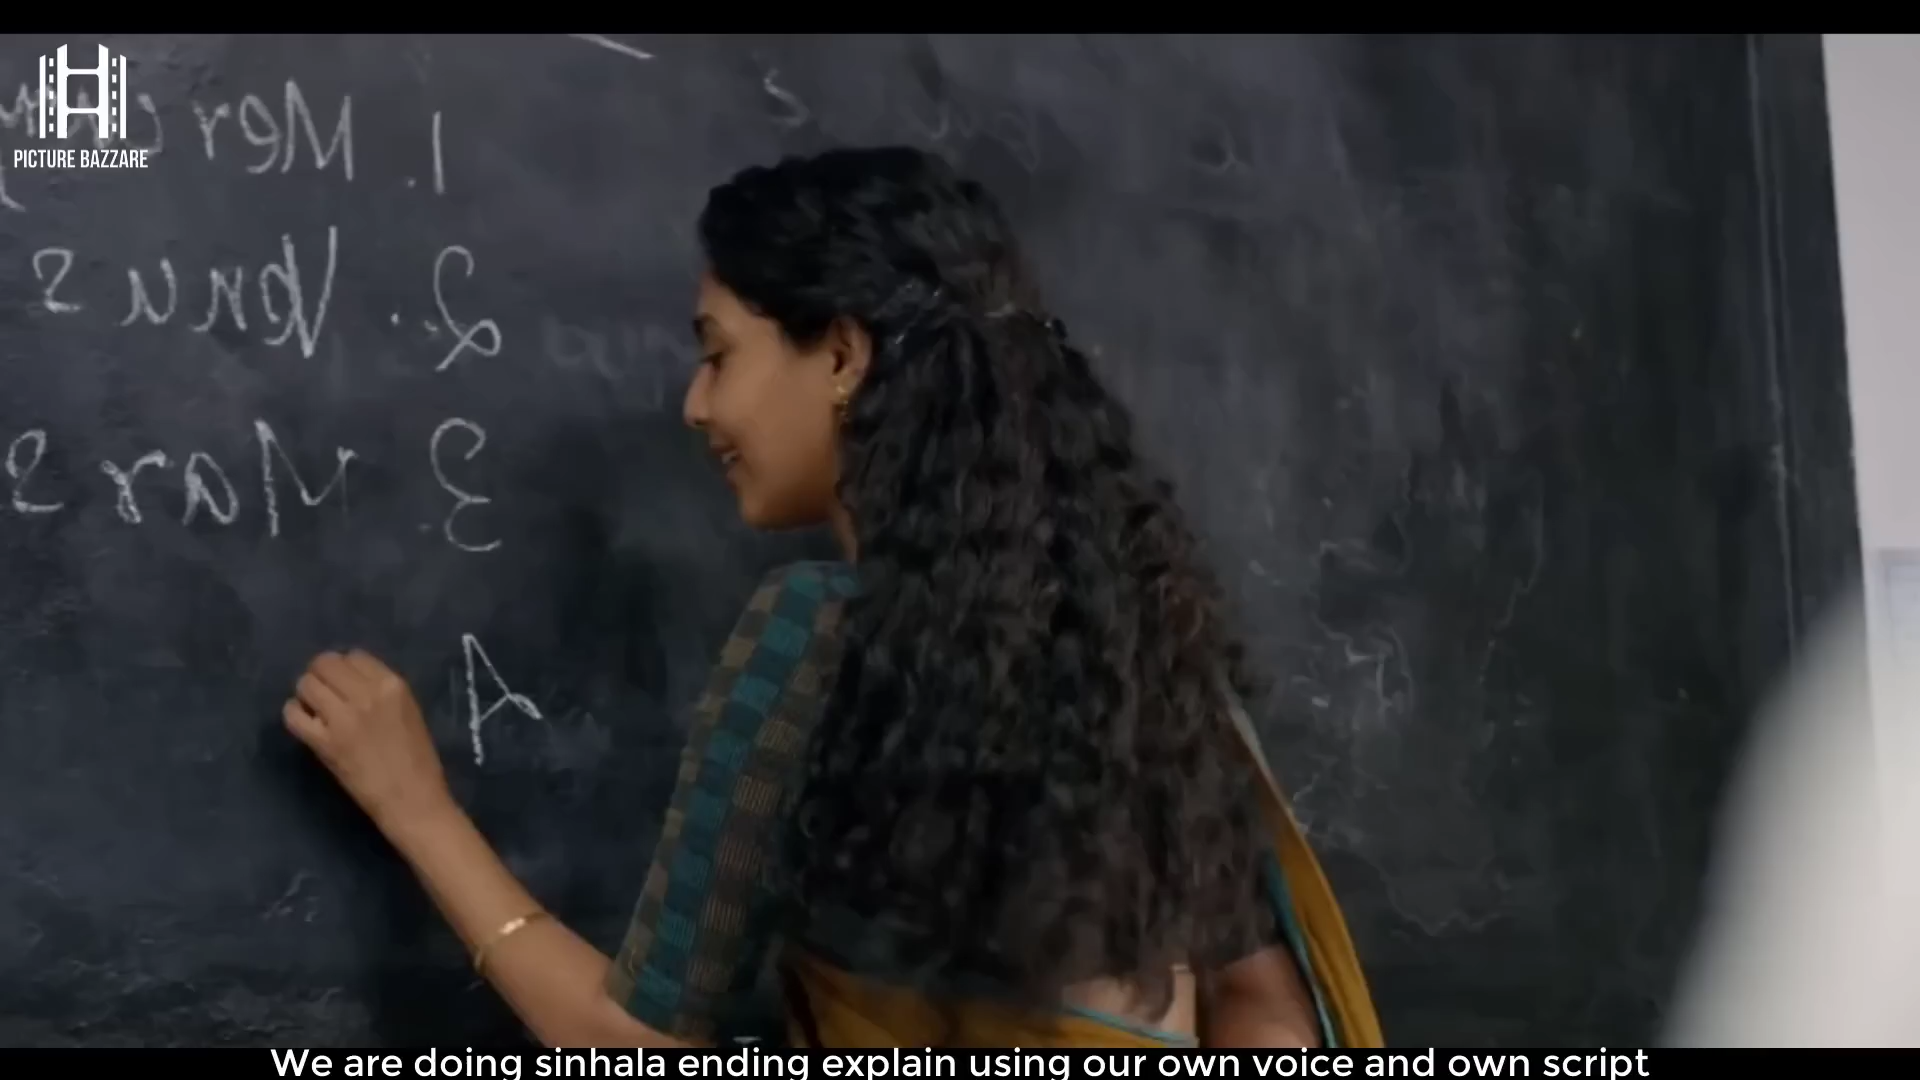 PICTURE BAZZARE
1. Mercury
2. Venus
3. Mars
We are doing sinhala ending explain using our own voice and own script